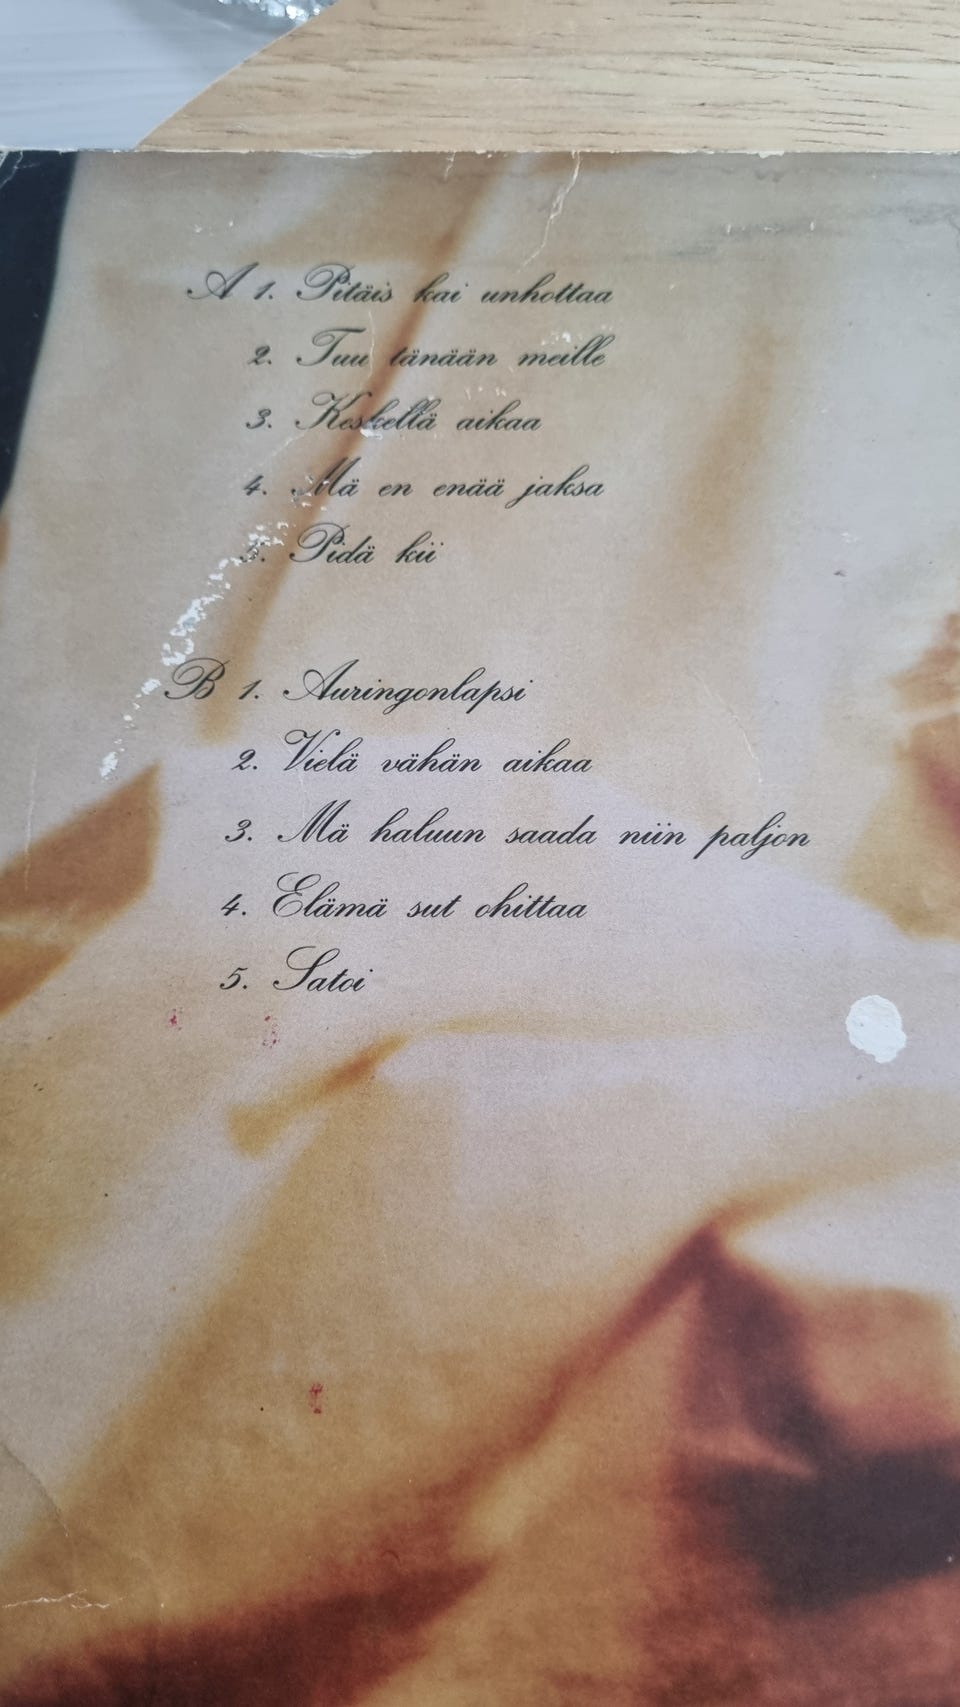 A 1. Pitäis kai unhottaa
2. Tuu tänään meille
3. Keskellä aikaa
4. Mä en enää jaksa
5. Pidä kii
B 1. Auringonlapsi
2. Vielä vähän aikaa
3. Mä haluun saada niin paljon
4. Elämä sut ohittaa
5. Satoi